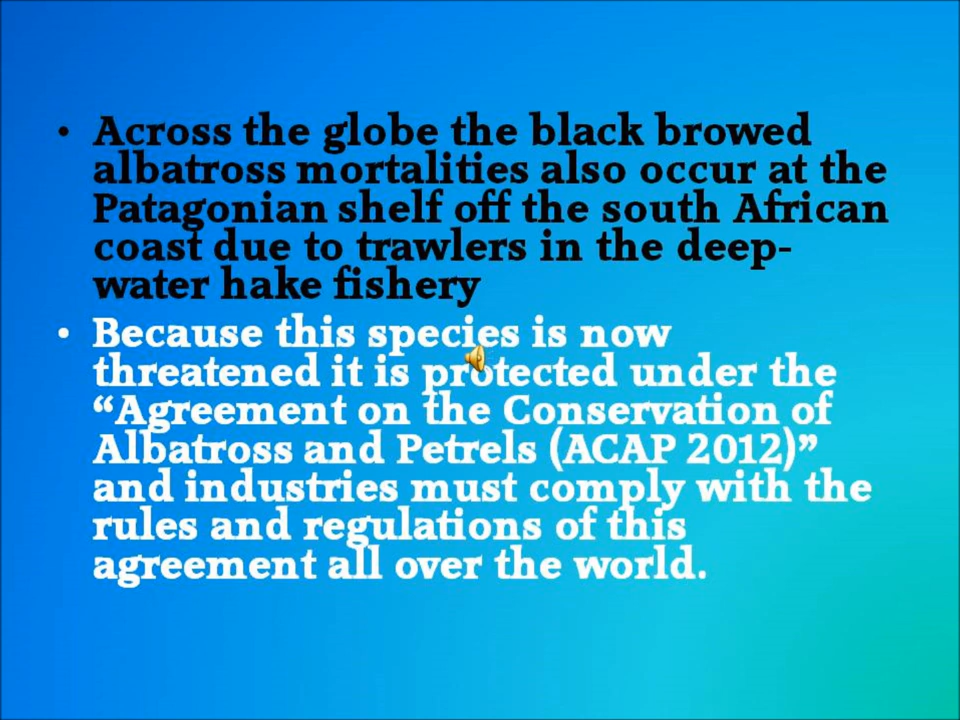 • Across the globe the black browed
albatross mortalities also occur at the
Patagonian shelf off the south African
coast due to trawlers in the deep-
water hake fishery
• Because this species is now
threatened it is protected under the
“Agreement on the Conservation of
Albatross and Petrels (ACAP 2012)”
and industries must comply with the
rules and regulations of this
agreement all over the world.